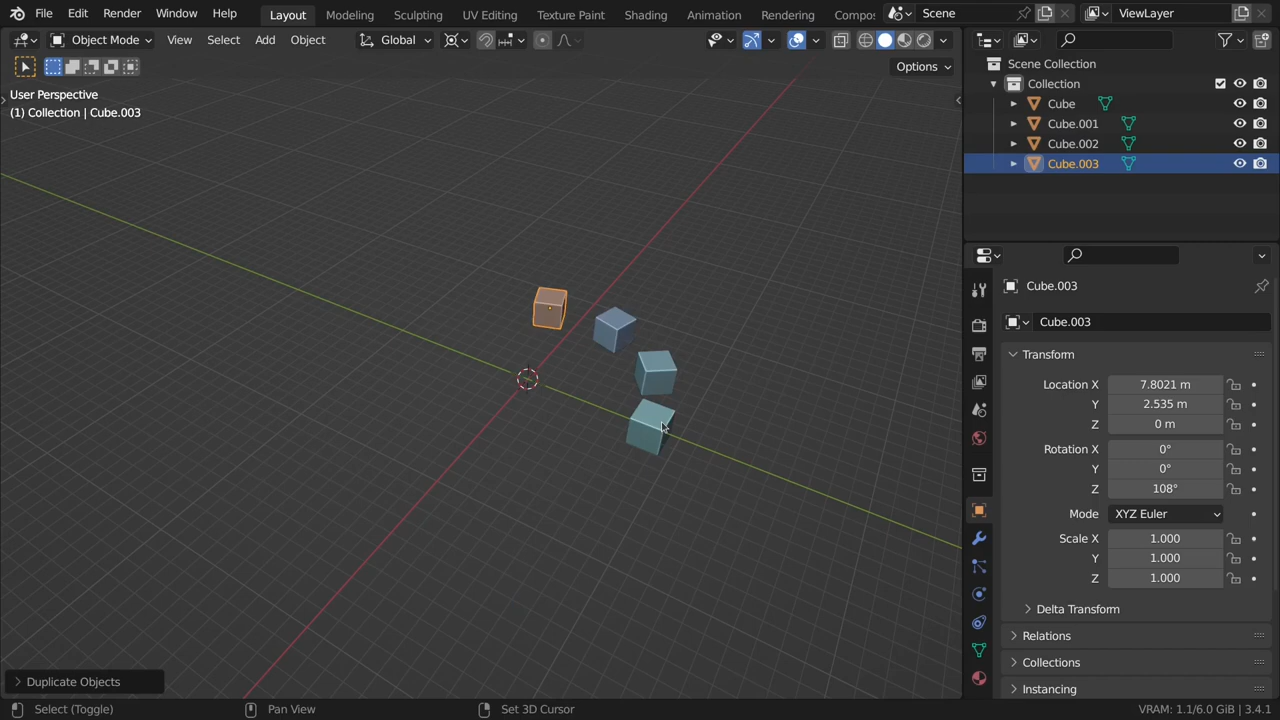 File Edit Render Window Help Layout Modeling Sculpting UV Editing Texture Paint Shading Animation Rendering Compos Scene ViewLayer
Object Mode View Select Add Object Global
Options
User Perspective
(1) Collection | Cube.003
Scene Collection
Collection
Cube
Cube.001
Cube.002
Cube.003
Cube.003
Cube.003
Transform
Location X 7.8021 m
Y 2.535 m
Z 0 m
Rotation X 0°
Y 0°
Z 108°
Mode XYZ Euler
Scale X 1.000
Y 1.000
Z 1.000
Delta Transform
Relations
Collections
Instancing
Duplicate Objects
Select (Toggle) Pan View Set 3D Cursor VRAM: 1.1/6.0 GiB | 3.4.1